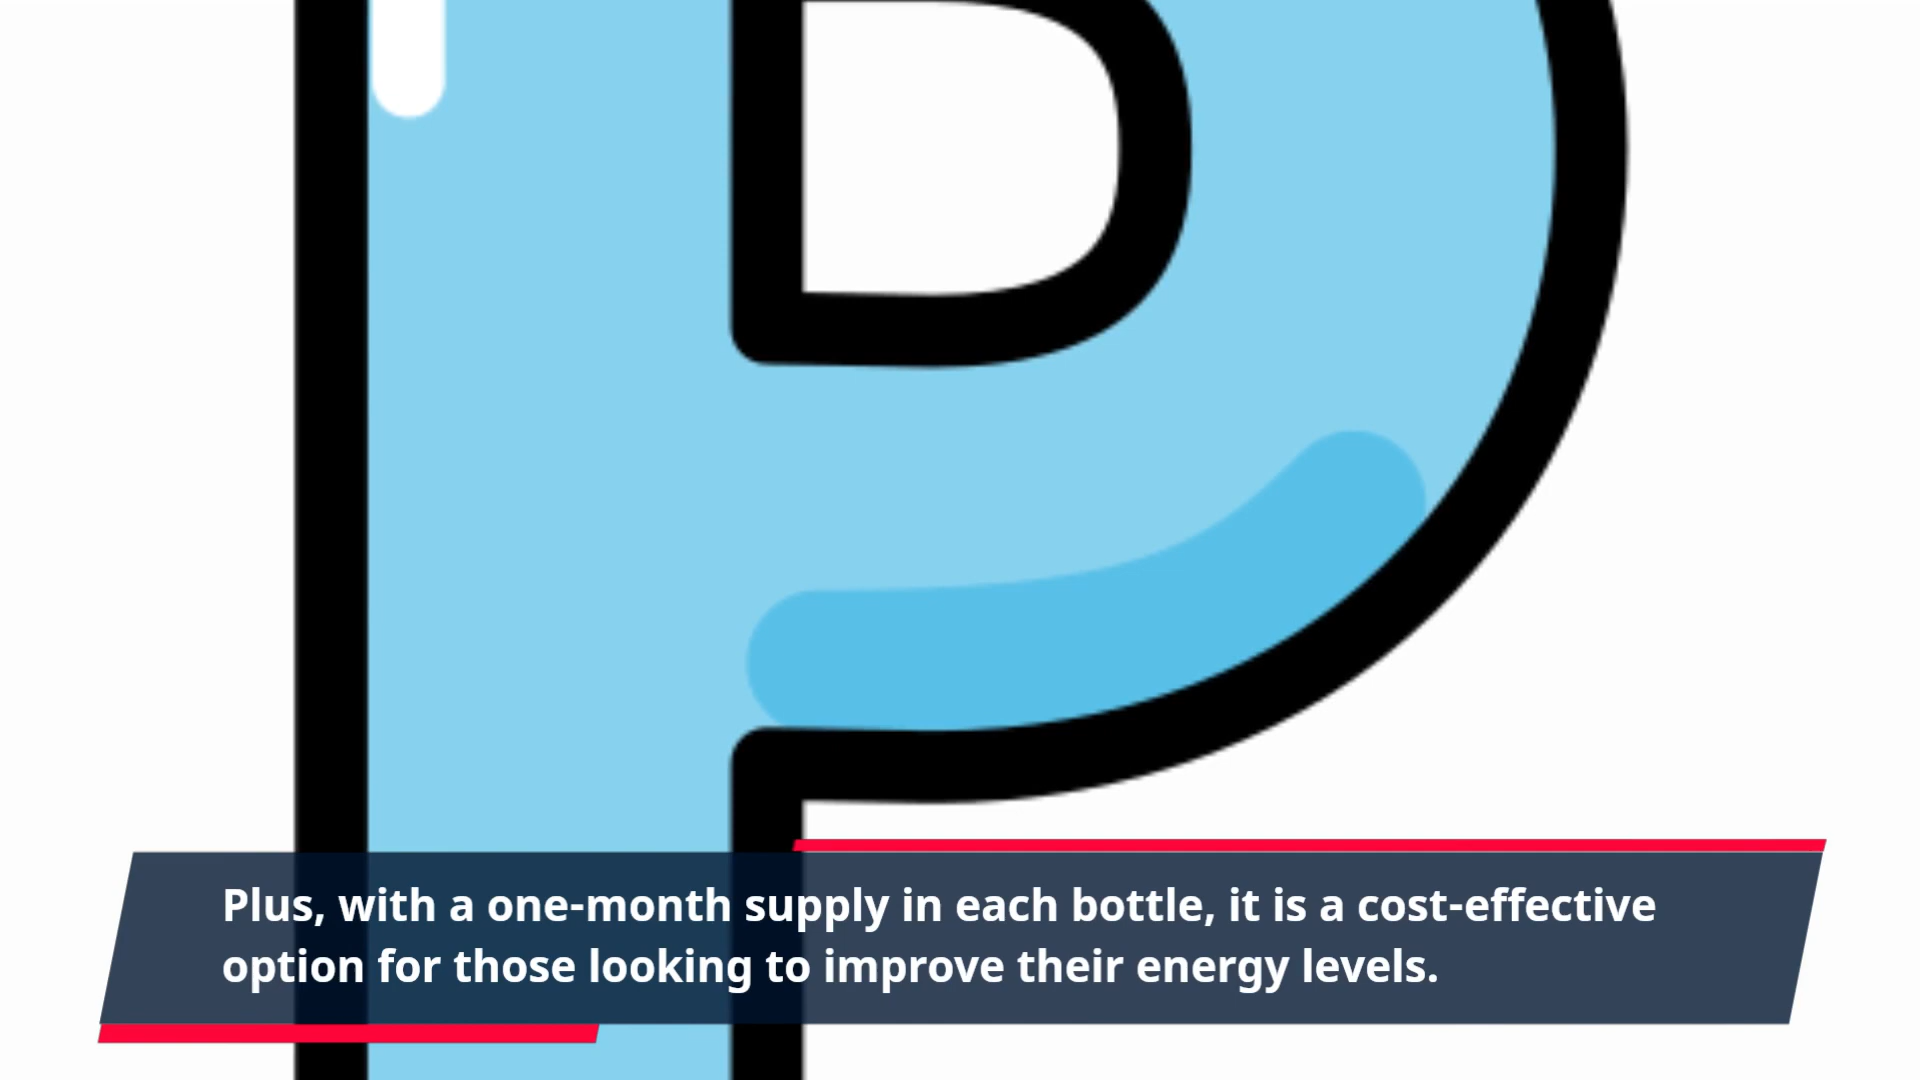 P
Plus, with a one-month supply in each bottle, it is a cost-effective
option for those looking to improve their energy levels.